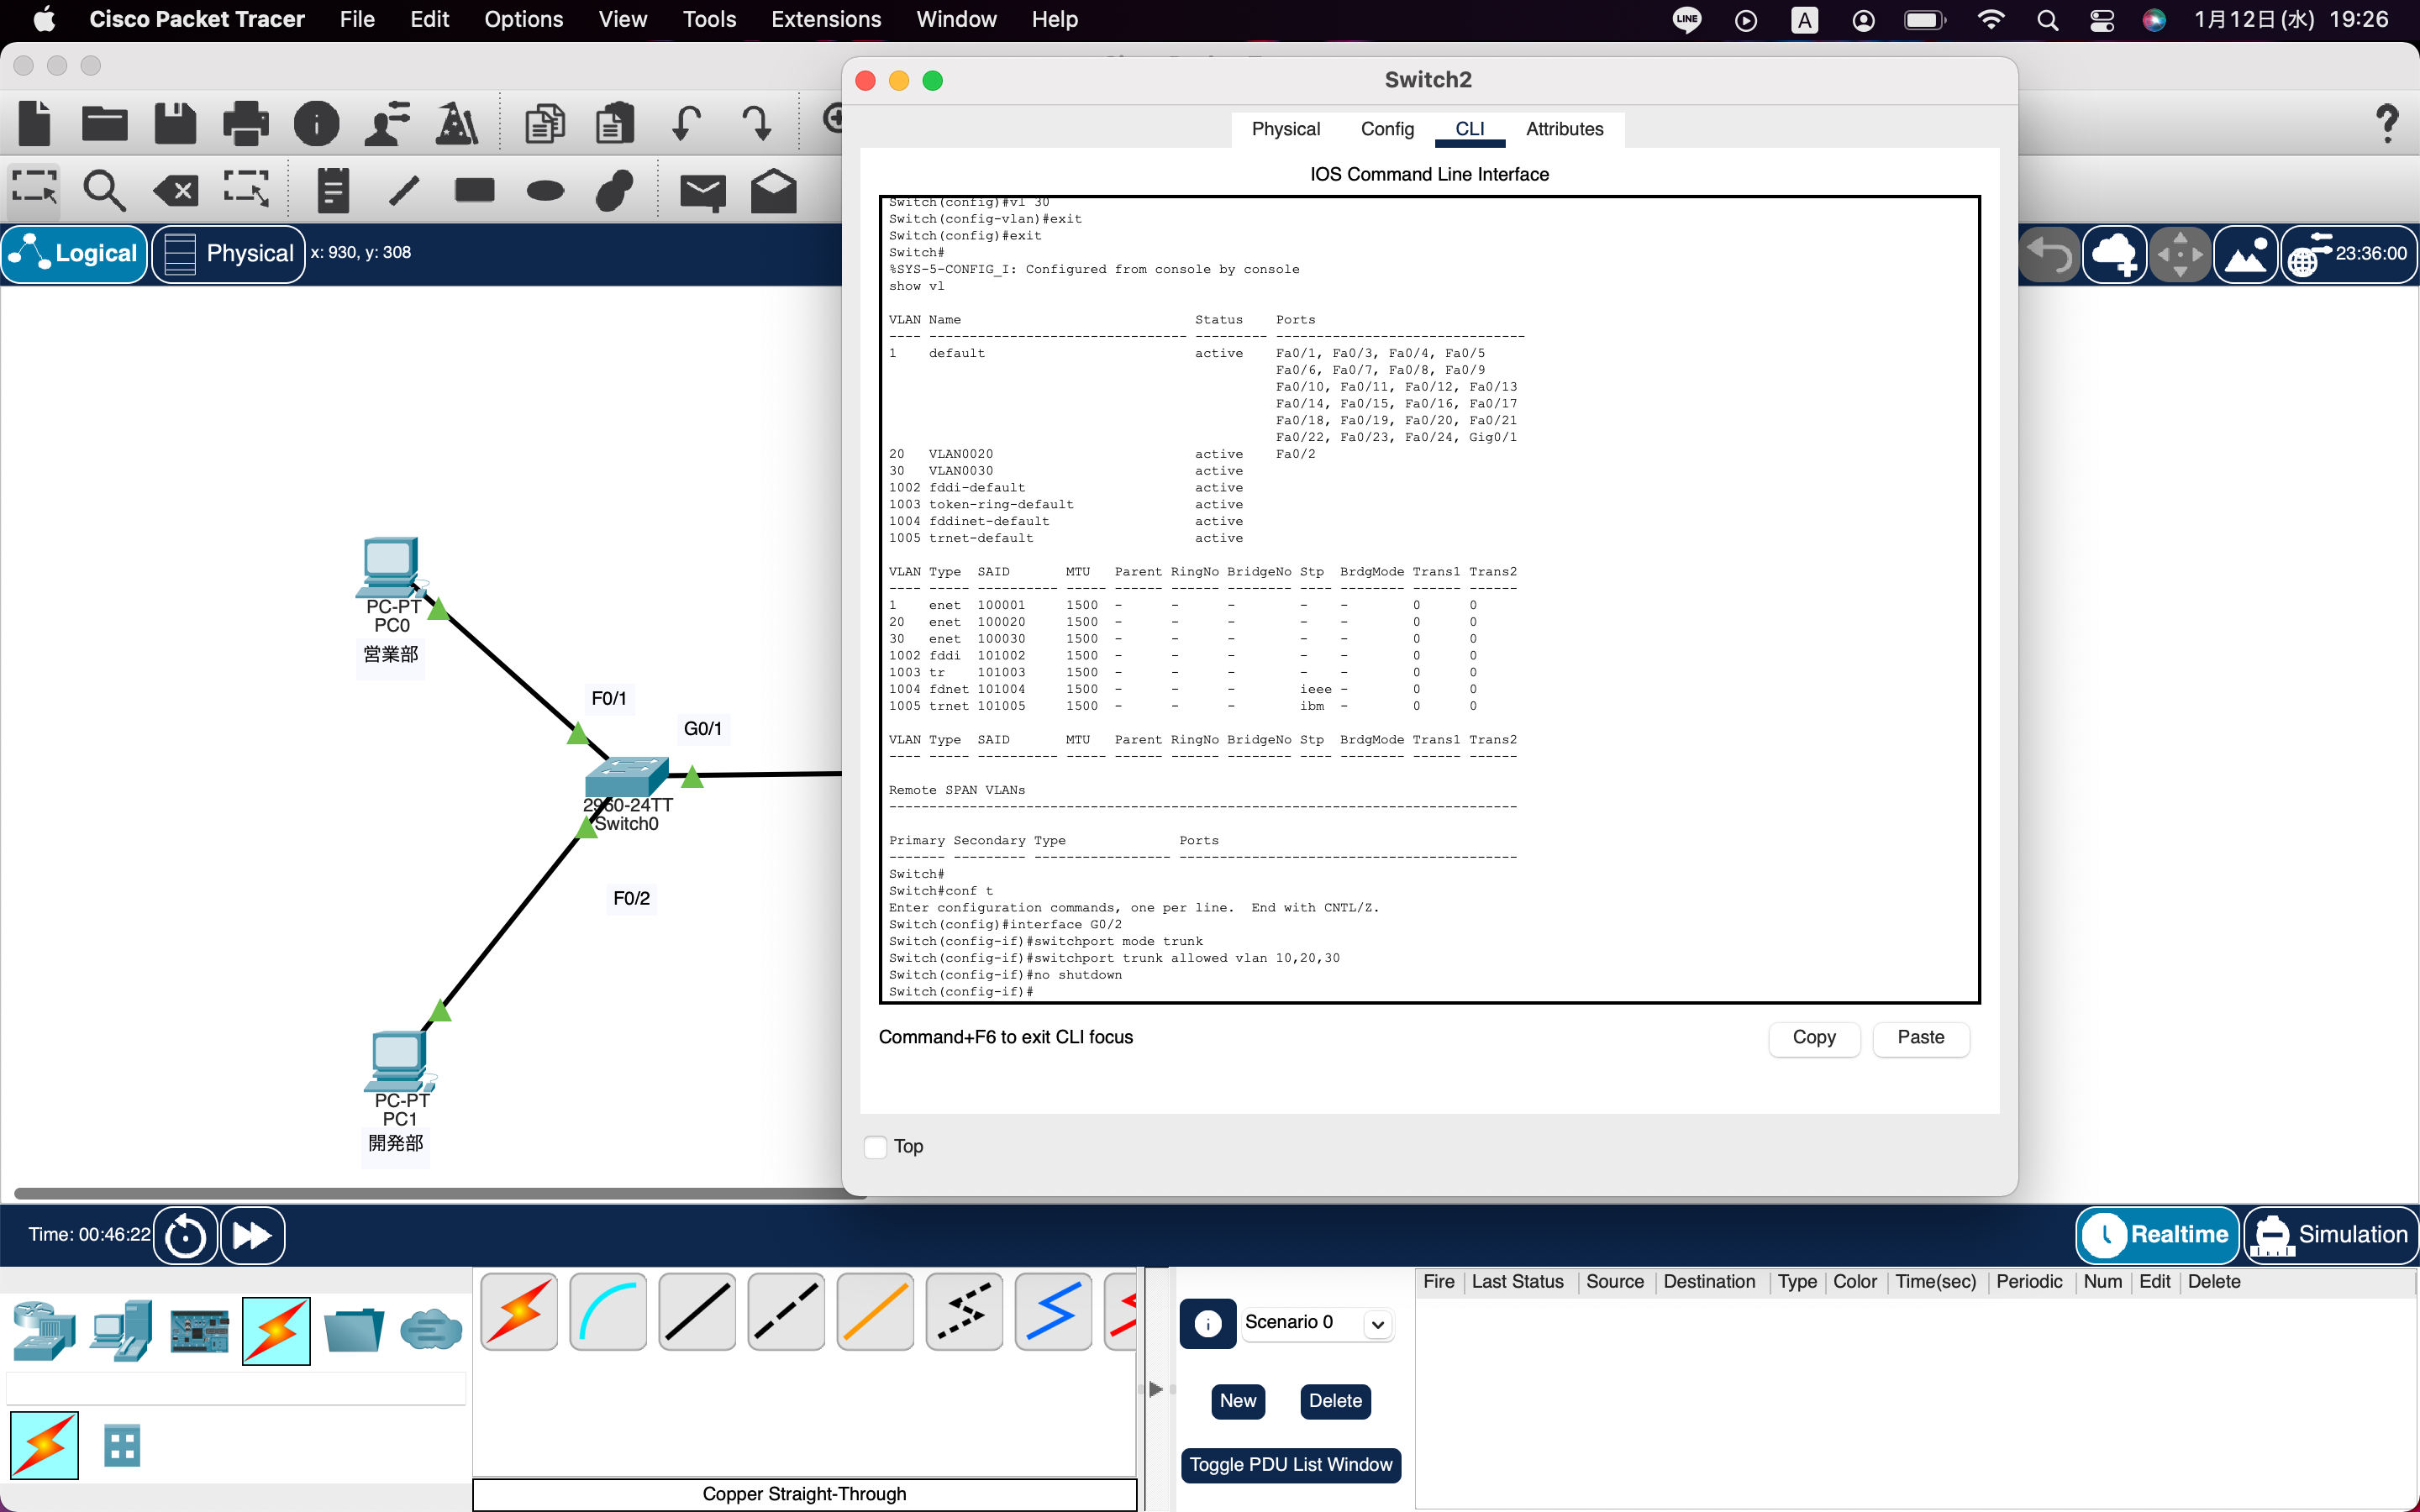 Cisco Packet Tracer File Edit Options View Tools Extensions Window Help LINE A 1月12日(水) 19:26
Switch2
Physical Config CLI Attributes
IOS Command Line Interface
Logical Physical x: 930, y: 308 23:36:00
Switch(config)#vl 30
Switch(config-vlan)#exit
Switch(config)#exit
Switch#
%SYS-5-CONFIG_I: Configured from console by console
show vl
VLAN Name Status Ports
---- -------------------------------- --------- -------------------------------
1 default active Fa0/1, Fa0/3, Fa0/4, Fa0/5
Fa0/6, Fa0/7, Fa0/8, Fa0/9
Fa0/10, Fa0/11, Fa0/12, Fa0/13
Fa0/14, Fa0/15, Fa0/16, Fa0/17
Fa0/18, Fa0/19, Fa0/20, Fa0/21
Fa0/22, Fa0/23, Fa0/24, Gig0/1
20 VLAN0020 active Fa0/2
30 VLAN0030 active
1002 fddi-default active
1003 token-ring-default active
1004 fddinet-default active
1005 trnet-default active
VLAN Type SAID MTU Parent RingNo BridgeNo Stp BrdgMode Trans1 Trans2
---- ----- ---------- ----- ------ ------ -------- ---- -------- ------ ------
1 enet 100001 1500 - - - - - 0 0
20 enet 100020 1500 - - - - - 0 0
30 enet 100030 1500 - - - - - 0 0
1002 fddi 101002 1500 - - - - - 0 0
1003 tr 101003 1500 - - - - - 0 0
1004 fdnet 101004 1500 - - - ieee - 0 0
1005 trnet 101005 1500 - - - ibm - 0 0
VLAN Type SAID MTU Parent RingNo BridgeNo Stp BrdgMode Trans1 Trans2
---- ----- ---------- ----- ------ ------ -------- ---- -------- ------ ------
Remote SPAN VLANs
------------------------------------------------------------------------------
Primary Secondary Type Ports
------- --------- ----------------- ------------------------------------------
Switch#
Switch#conf t
Enter configuration commands, one per line. End with CNTL/Z.
Switch(config)#interface G0/2
Switch(config-if)#switchport mode trunk
Switch(config-if)#switchport trunk allowed vlan 10,20,30
Switch(config-if)#no shutdown
Switch(config-if)#
Command+F6 to exit CLI focus
Copy Paste
Top
PC-PT
PC0
営業部
F0/1
G0/1
2960-24TT
Switch0
F0/2
PC-PT
PC1
開発部
Time: 00:46:22 Realtime Simulation
Scenario 0
New Delete
Toggle PDU List Window
Fire Last Status Source Destination Type Color Time(sec) Periodic Num Edit Delete
Copper Straight-Through